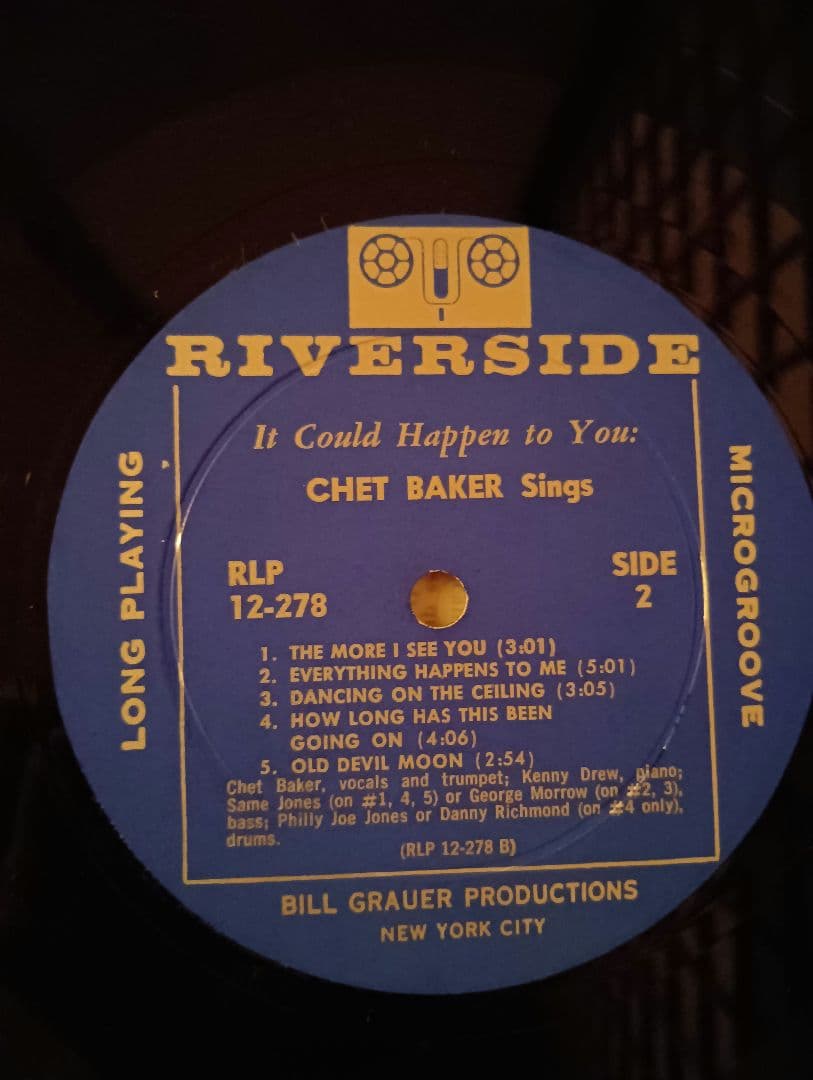 RIVERSIDE
It Could Happen to You:
CHET BAKER Sings
LONG PLAYING
MICROGROOVE
RLP
12-278
SIDE
2
1. THE MORE I SEE YOU (3:01)
2. EVERYTHING HAPPENS TO ME (5:01)
3. DANCING ON THE CEILING (3:05)
4. HOW LONG HAS THIS BEEN
GOING ON (4:06)
5. OLD DEVIL MOON (2:54)
Chet Baker, vocals and trumpet; Kenny Drew, piano;
Same Jones (on #1, 4, 5) or George Morrow (on #2, 3),
bass; Philly Joe Jones or Danny Richmond (on #4 only),
drums.
(RLP 12-278 B)
BILL GRAUER PRODUCTIONS
NEW YORK CITY